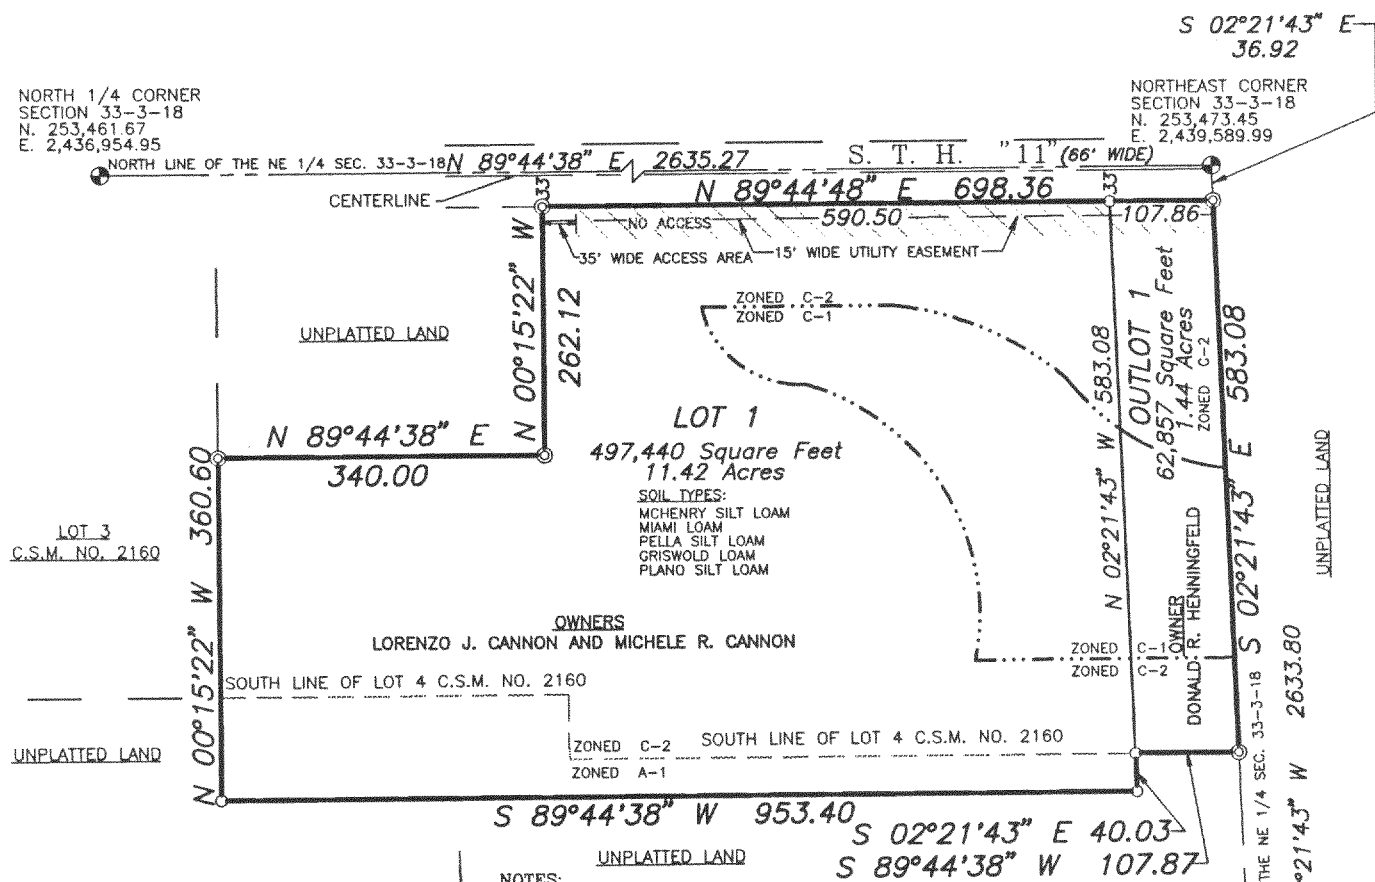 S 02°21'43" E
36.92
NORTH 1/4 CORNER
SECTION 33-3-18
N. 253,461.67
E. 2,436,954.95
NORTHEAST CORNER
SECTION 33-3-18
N. 253,473.45
E. 2,439,589.99
NORTH LINE OF THE NE 1/4 SEC. 33-3-18
N 89°44'38" E 2635.27
S. T. H. "11" (66' WIDE)
CENTERLINE
33
N 89°44'48" E 698.36
33
NO ACCESS
590.50
107.86
35' WIDE ACCESS AREA
15' WIDE UTILITY EASEMENT
N 00°15'22" W
262.12
UNPLATTED LAND
ZONED C-2
ZONED C-1
583.08
N 02°21'43" W
OUTLOT 1
62,857 Square Feet
1.44 Acres
ZONED C-2
583.08
S 02°21'43" E
UNPLATTED LAND
N 89°44'38" E
340.00
LOT 1
497,440 Square Feet
11.42 Acres
SOIL TYPES:
MCHENRY SILT LOAM
MIAMI LOAM
PELLA SILT LOAM
GRISWOLD LOAM
PLANO SILT LOAM
360.60
N 00°15'22" W
LOT 3
C.S.M. NO. 2160
OWNERS
LORENZO J. CANNON AND MICHELE R. CANNON
ZONED C-1
ZONED C-2
OWNER
DONALD R. HENNINGFELD
SOUTH LINE OF LOT 4 C.S.M. NO. 2160
UNPLATTED LAND
ZONED C-2
ZONED A-1
SOUTH LINE OF LOT 4 C.S.M. NO. 2160
THE NE 1/4 SEC. 33-3-18
°21'43" W 2633.80
S 89°44'38" W 953.40
S 02°21'43" E 40.03
S 89°44'38" W 107.87
UNPLATTED LAND
NOTES: